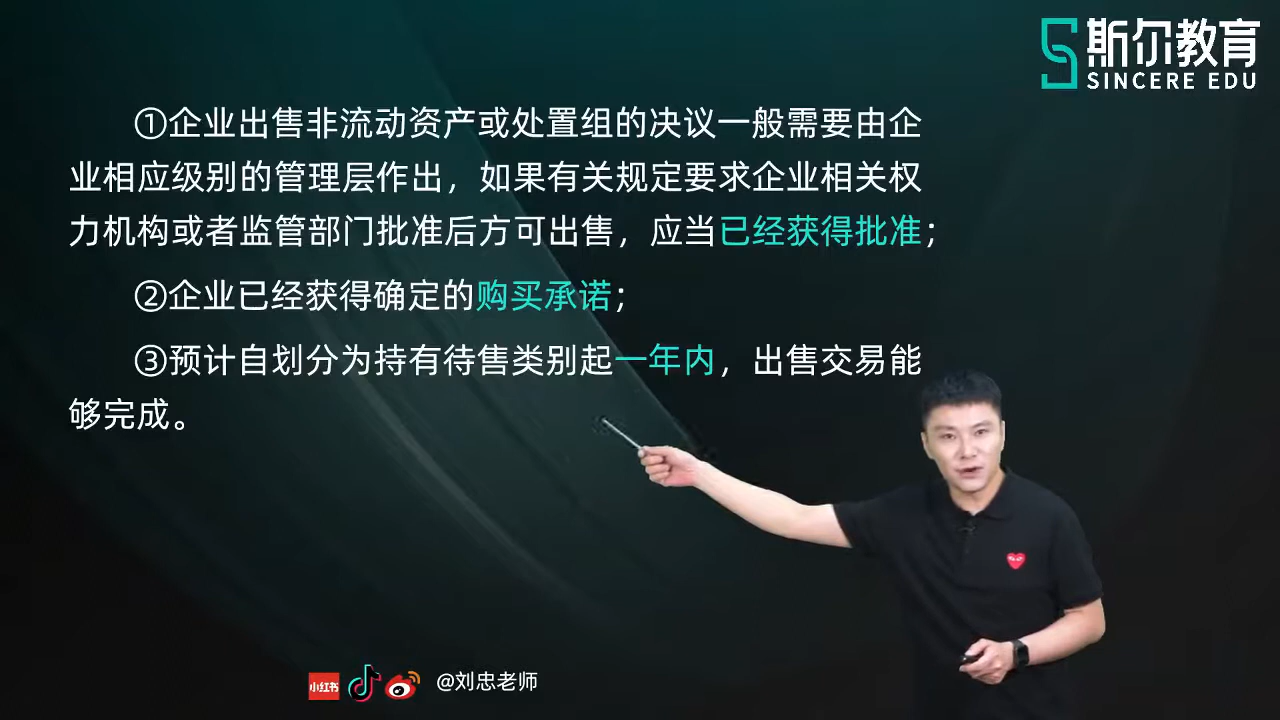 斯尔教育
SINCERE EDU
①企业出售非流动资产或处置组的决议一般需要由企
业相应级别的管理层作出，如果有关规定要求企业相关权
力机构或者监管部门批准后方可出售，应当已经获得批准；
②企业已经获得确定的购买承诺；
③预计自划分为持有待售类别起一年内，出售交易能
够完成。
小红书
@刘忠老师